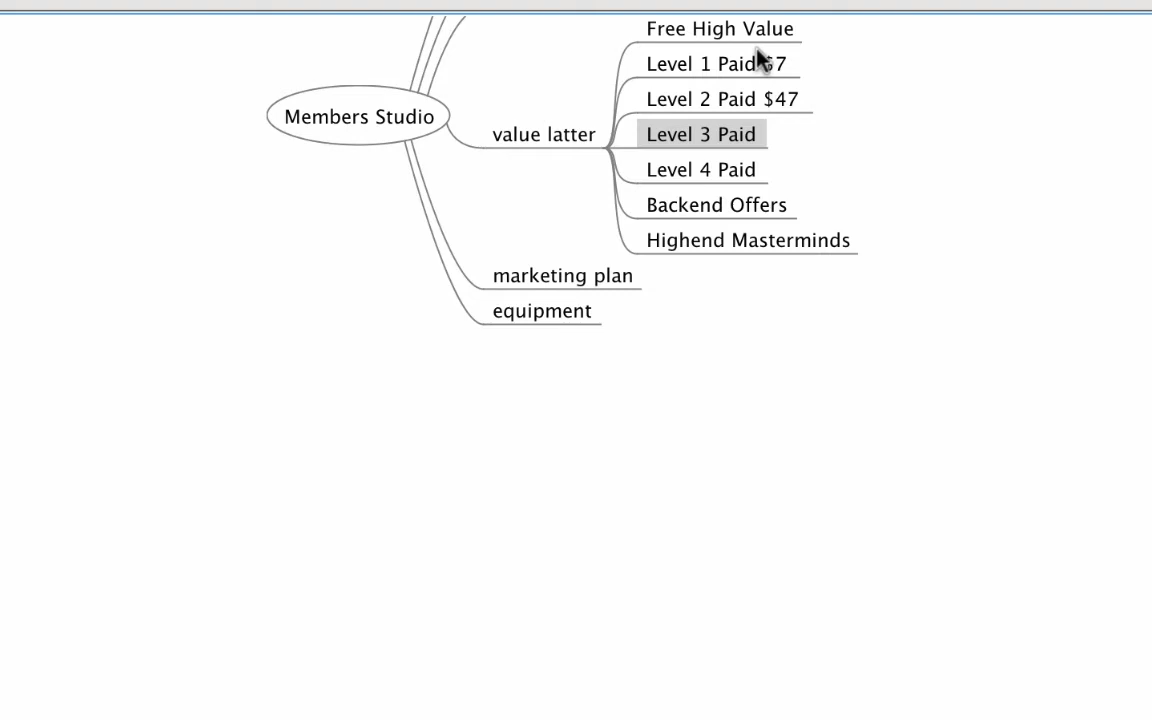 Free High Value
Level 1 Paid $7
Level 2 Paid $47
Members Studio
value latter
Level 3 Paid
Level 4 Paid
Backend Offers
Highend Masterminds
marketing plan
equipment